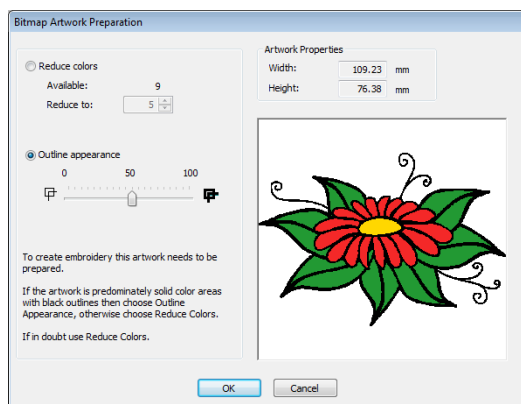 Bitmap Artwork Preparation
Reduce colors
Available: 9
Reduce to: 5
Outline appearance
0 50 100
To create embroidery this artwork needs to be
prepared.
If the artwork is predominately solid color areas
with black outlines then choose Outline
Appearance, otherwise choose Reduce Colors.
If in doubt use Reduce Colors.
Artwork Properties
Width: 109.23 mm
Height: 76.38 mm
OK Cancel